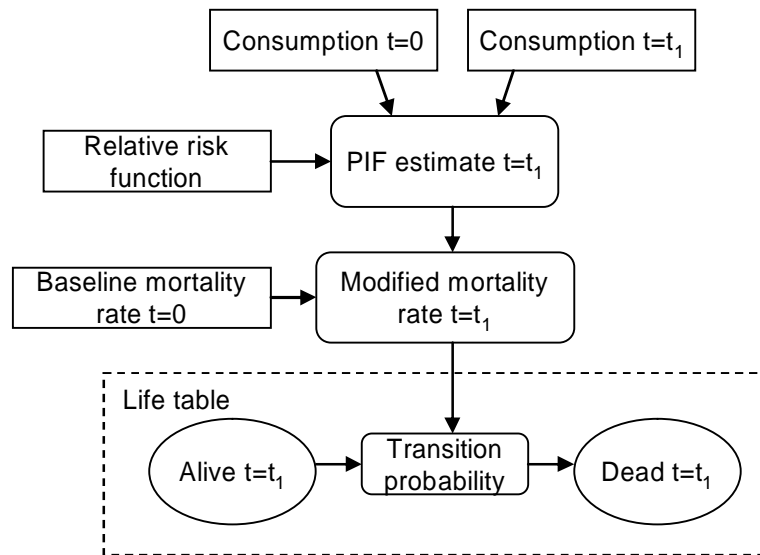 Consumption t=0
Consumption t=t₁
Relative risk
function
PIF estimate t=t₁
Baseline mortality
rate t=0
Modified mortality
rate t=t₁
Life table
Alive t=t₁
Transition
probability
Dead t=t₁